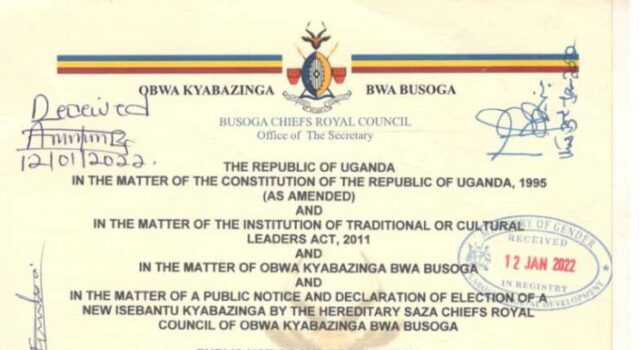 OBWA KYABAZINGA BWA BUSOGA
BUSOGA CHIEFS ROYAL COUNCIL
Office of The Secretary
Received
12/01/2022.
THE REPUBLIC OF UGANDA
IN THE MATTER OF THE CONSTITUTION OF THE REPUBLIC OF UGANDA, 1995
(AS AMENDED)
AND
IN THE MATTER OF THE INSTITUTION OF TRADITIONAL OR CULTURAL
LEADERS ACT, 2011
AND
IN THE MATTER OF OBWA KYABAZINGA BWA BUSOGA
AND
IN THE MATTER OF A PUBLIC NOTICE AND DECLARATION OF ELECTION OF A
NEW ISEBANTU KYABAZINGA BY THE HEREDITARY SAZA CHIEFS ROYAL
COUNCIL OF OBWA KYABAZINGA BWA BUSOGA
OF GENDER
RECEIVED
12 JAN 2022
IN REGISTRY
DEVELOPMENT